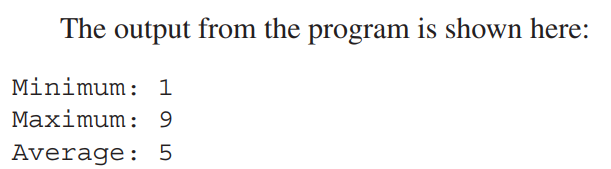 The output from the program is shown here:
Minimum: 1
Maximum: 9
Average: 5